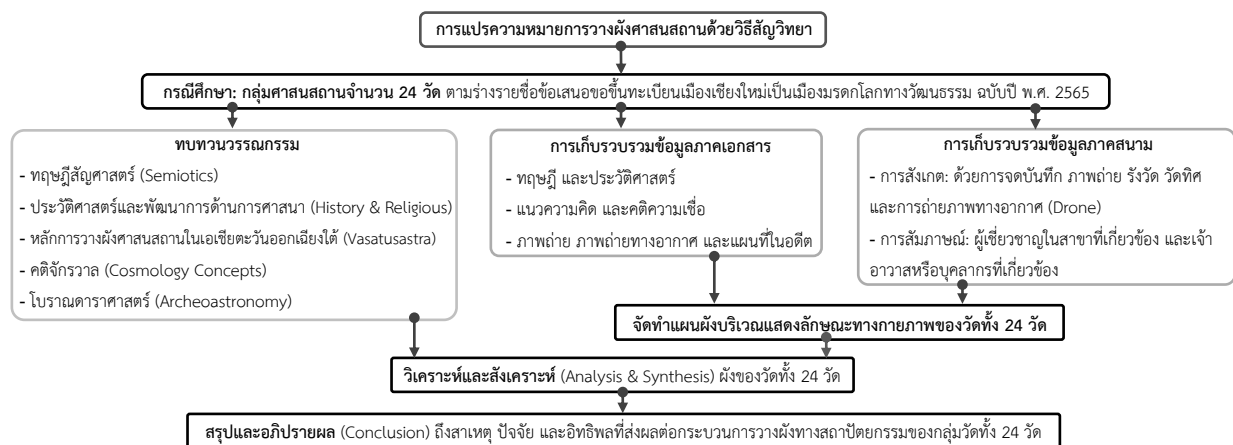 การแปรความหมายการวางผังศาสนสถานด้วยวิธีสัญวิทยา
กรณีศึกษา: กลุ่มศาสนสถานจำนวน 24 วัด ตามร่างรายชื่อข้อเสนอขอขึ้นทะเบียนเมืองเชียงใหม่เป็นเมืองมรดกโลกทางวัฒนธรรม ฉบับปี พ.ศ. 2565
ทบทวนวรรณกรรม
- ทฤษฎีสัญศาสตร์ (Semiotics)
- ประวัติศาสตร์และพัฒนาการด้านการศาสนา (History & Religious)
- หลักการวางผังศาสนสถานในเอเชียตะวันออกเฉียงใต้ (Vasatusastra)
- คติจักรวาล (Cosmology Concepts)
- โบราณดาราศาสตร์ (Archeoastronomy)
การเก็บรวบรวมข้อมูลภาคเอกสาร
- ทฤษฎี และประวัติศาสตร์
- แนวความคิด และคติความเชื่อ
- ภาพถ่าย ภาพถ่ายทางอากาศ และแผนที่ในอดีต
การเก็บรวบรวมข้อมูลภาคสนาม
- การสังเกต: ด้วยการจดบันทึก ภาพถ่าย รังวัด วัดทิศ
และการถ่ายภาพทางอากาศ (Drone)
- การสัมภาษณ์: ผู้เชี่ยวชาญในสาขาที่เกี่ยวข้อง และเจ้า
อาวาสหรือบุคลากรที่เกี่ยวข้อง
จัดทำแผนผังบริเวณแสดงลักษณะทางกายภาพของวัดทั้ง 24 วัด
วิเคราะห์และสังเคราะห์ (Analysis & Synthesis) ผังของวัดทั้ง 24 วัด
สรุปและอภิปรายผล (Conclusion) ถึงสาเหตุ ปัจจัย และอิทธิพลที่ส่งผลต่อกระบวนการวางผังทางสถาปัตยกรรมของกลุ่มวัดทั้ง 24 วัด